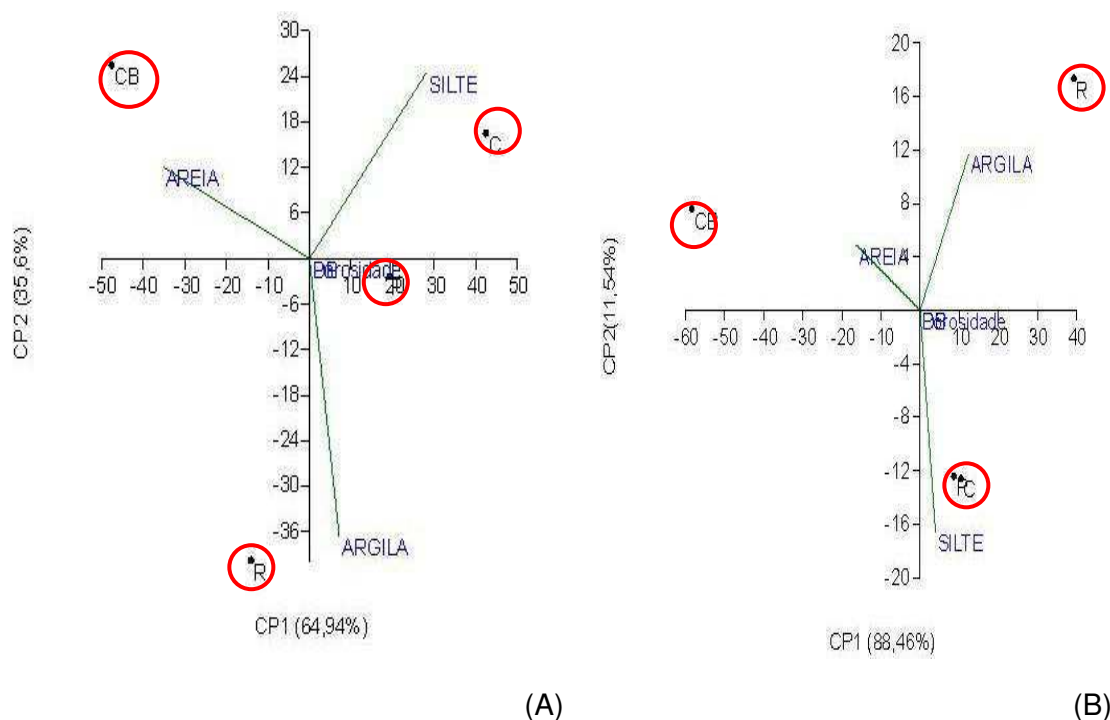 30
24
18
12
6
-50 -40 -30 -20 -10 10 20 30 40 50
-6
-12
-18
-24
-30
-36
CB
SILTE
C
AREIA
Porosidade
R
ARGILA
CP2 (35,6%)
CP1 (64,94%)
(A)
20
16
12
8
4
-60 -50 -40 -30 -20 -10 10 20 30 40
-4
-8
-12
-16
-20
R
ARGILA
AREIA
Porosidade
C
SILTE
CP2(11,54%)
CP1 (88,46%)
(B)